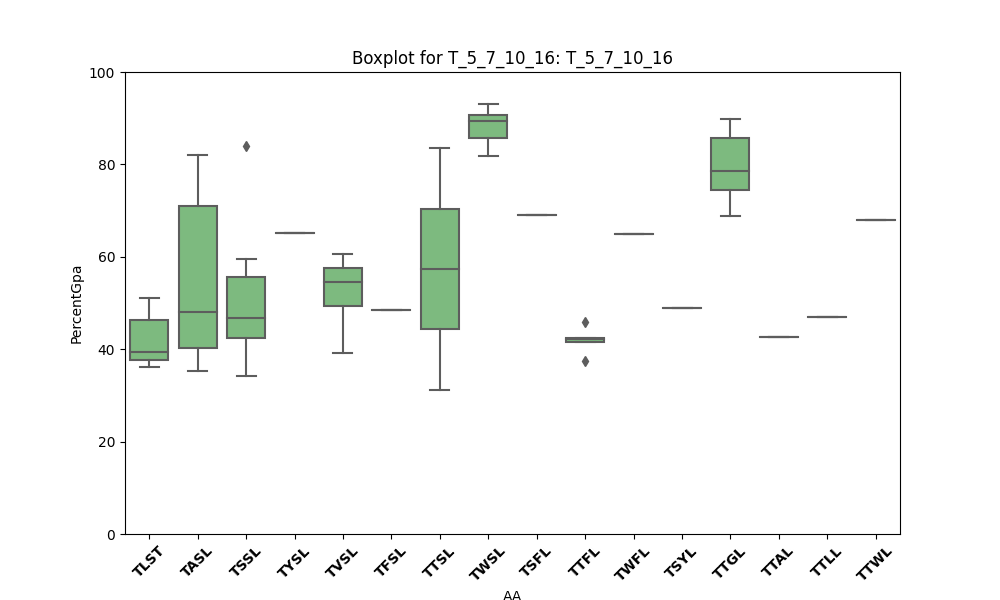 Boxplot for T_5_7_10_16: T_5_7_10_16
100
80
60
40
20
0
PercentGpa
TLST TASL TSSL TYSL TVSL TFSL TTSL TWSL TSFL TTFL TWFL TSYL TTGL TTAL TTLL TTWL
AA